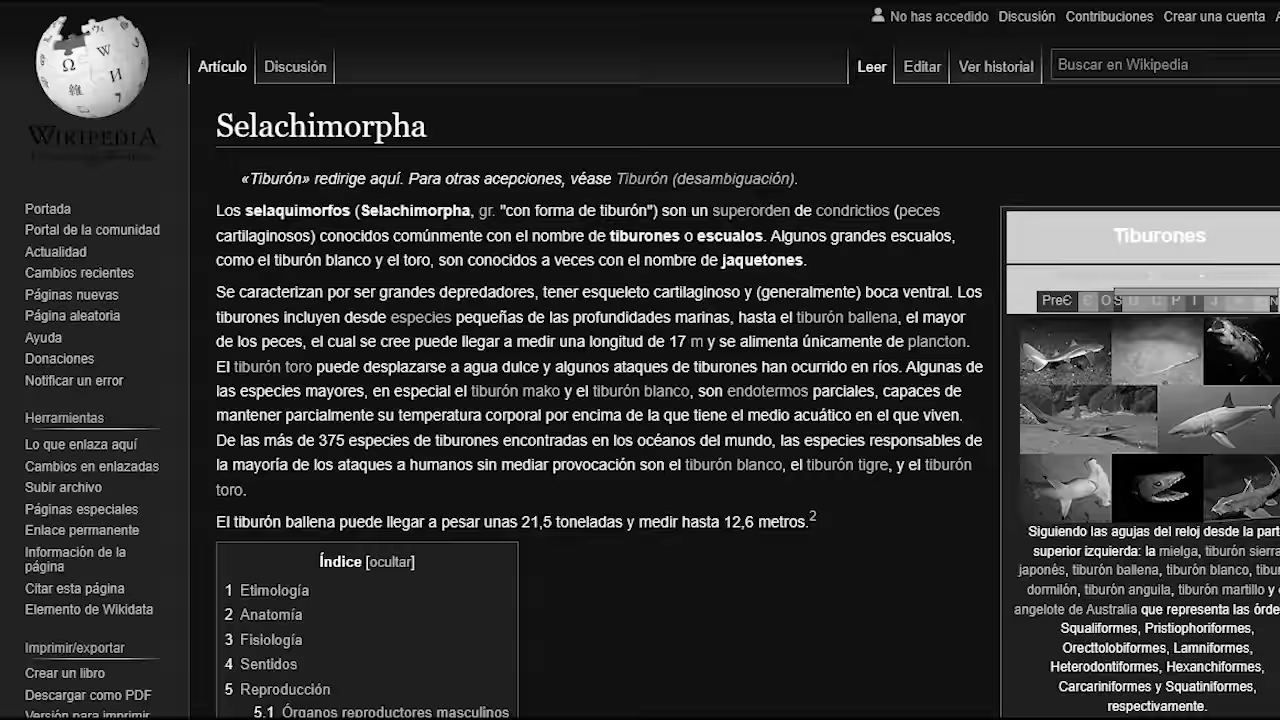 No han accedido Discusión Contribuciones Crear una cuenta
Artículo Discusión Leer Editar Ver historial Buscar en Wikipedia
WIKIPEDIA
Portada
Portal de la comunidad
Actualidad
Cambios recientes
Páginas nuevas
Página aleatoria
Ayuda
Donaciones
Notificar un error
Herramientas
Lo que enlaza aquí
Cambios en enlazadas
Subir archivo
Páginas especiales
Enlace permanente
Información de la
página
Citar esta página
Elemento de Wikidata
Imprimir/exportar
Crear un libro
Descargar como PDF
Versión para imprimir
Selachimorpha
«Tiburón» redirige aquí. Para otras acepciones, véase Tiburón (desambiguación).
Los selaquimorfos (Selachimorpha, gr. "con forma de tiburón") son un superorden de condrictios (peces
cartilaginosos) conocidos comúnmente con el nombre de tiburones o escualos. Algunos grandes escualos,
como el tiburón blanco y el toro, son conocidos a veces con el nombre de jaquetones.
Se caracterizan por ser grandes depredadores, tener esqueleto cartilaginoso y (generalmente) boca ventral. Los
tiburones incluyen desde especies pequeñas de las profundidades marinas, hasta el tiburón ballena, el mayor
de los peces, el cual se cree puede llegar a medir una longitud de 17 m y se alimenta únicamente de plancton.
El tiburón toro puede desplazarse a agua dulce y algunos ataques de tiburones han ocurrido en ríos. Algunas de
las especies mayores, en especial el tiburón mako y el tiburón blanco, son endotermos parciales, capaces de
mantener parcialmente su temperatura corporal por encima de la que tiene el medio acuático en el que viven.
De las más de 375 especies de tiburones encontradas en los océanos del mundo, las especies responsables de
la mayoría de los ataques a humanos sin mediar provocación son el tiburón blanco, el tiburón tigre, y el tiburón
toro.
El tiburón ballena puede llegar a pesar unas 21,5 toneladas y medir hasta 12,6 metros.2
Índice [ocultar]
1 Etimología
2 Anatomía
3 Fisiología
4 Sentidos
5 Reproducción
5.1 Órganos reproductores masculinos
Tiburones
PreЄ Є O S D C P T J
Siguiendo las agujas del reloj desde la part
superior izquierda: la mielga, tiburón sierra
japonés, tiburón ballena, tiburón blanco, tibu
dormilón, tiburón anguila, tiburón martillo y
angelote de Australia que representa las órde
Squaliformes, Pristiophoriformes,
Orecttolobiformes, Lamniformes,
Heterodontiformes, Hexanchiformes,
Carcariniformes y Squatiniformes,
respectivamente.